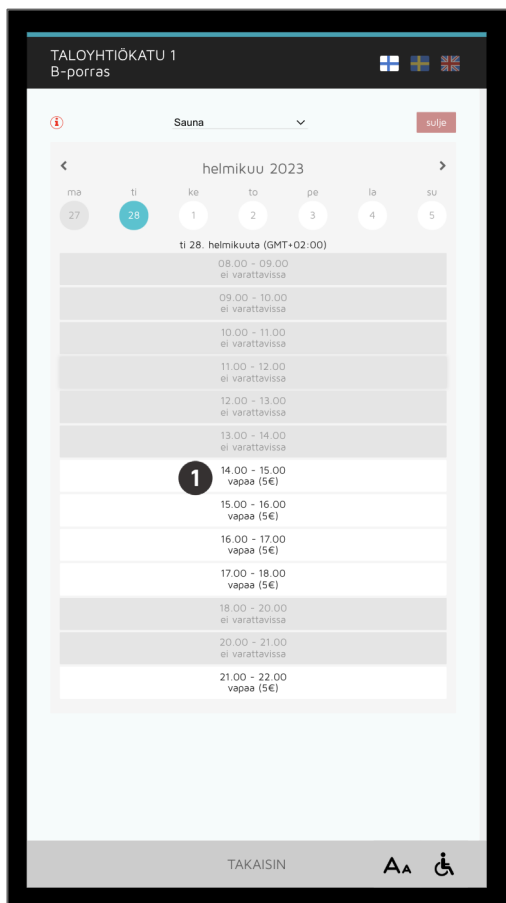 TALOYHTIÖKATU 1
B-porras
i Sauna sulje
helmikuu 2023
ma ti ke to pe la su
27 28 1 2 3 4 5
ti 28. helmikuuta (GMT+02:00)
08.00 - 09.00
ei varattavissa
09.00 - 10.00
ei varattavissa
10.00 - 11.00
ei varattavissa
11.00 - 12.00
ei varattavissa
12.00 - 13.00
ei varattavissa
13.00 - 14.00
ei varattavissa
1 14.00 - 15.00
vapaa (5€)
15.00 - 16.00
vapaa (5€)
16.00 - 17.00
vapaa (5€)
17.00 - 18.00
vapaa (5€)
18.00 - 20.00
ei varattavissa
20.00 - 21.00
ei varattavissa
21.00 - 22.00
vapaa (5€)
TAKAISIN AA